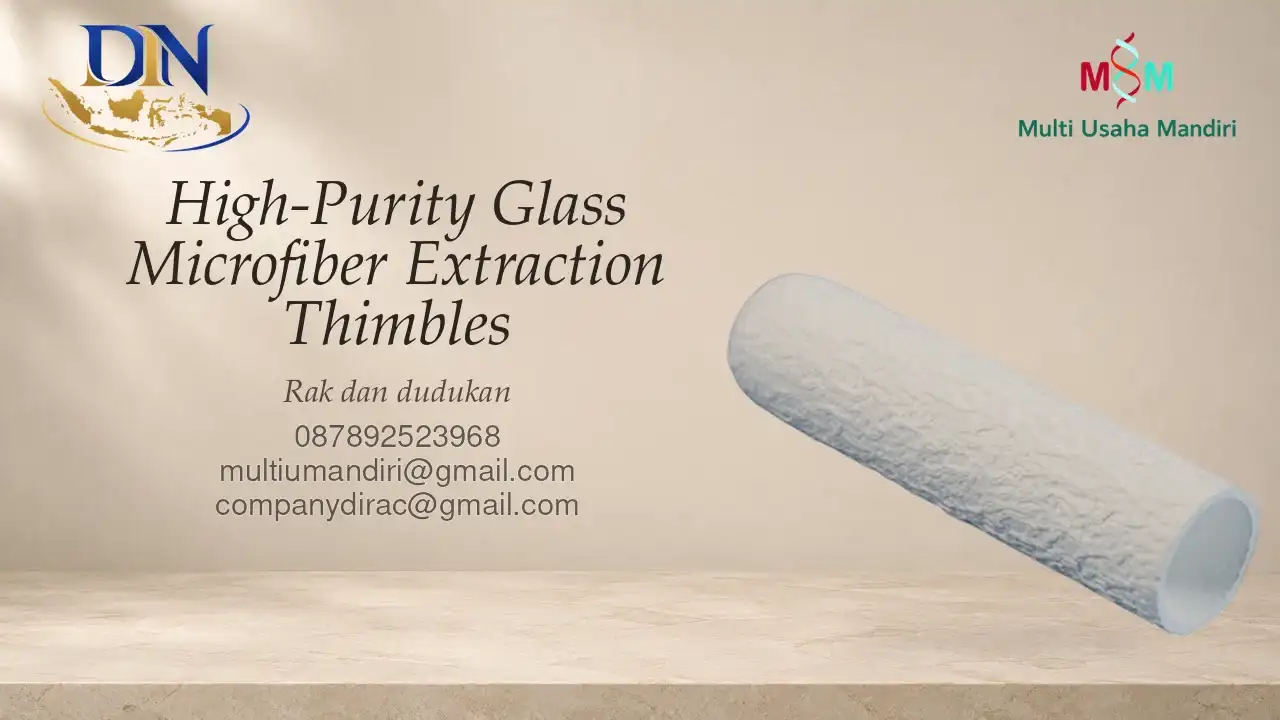 DIN
MSM
Multi Usaha Mandiri
High-Purity Glass
Microfiber Extraction
Thimbles
Rak dan dudukan
087892523968
multiumandiri@gmail.com
companydirac@gmail.com